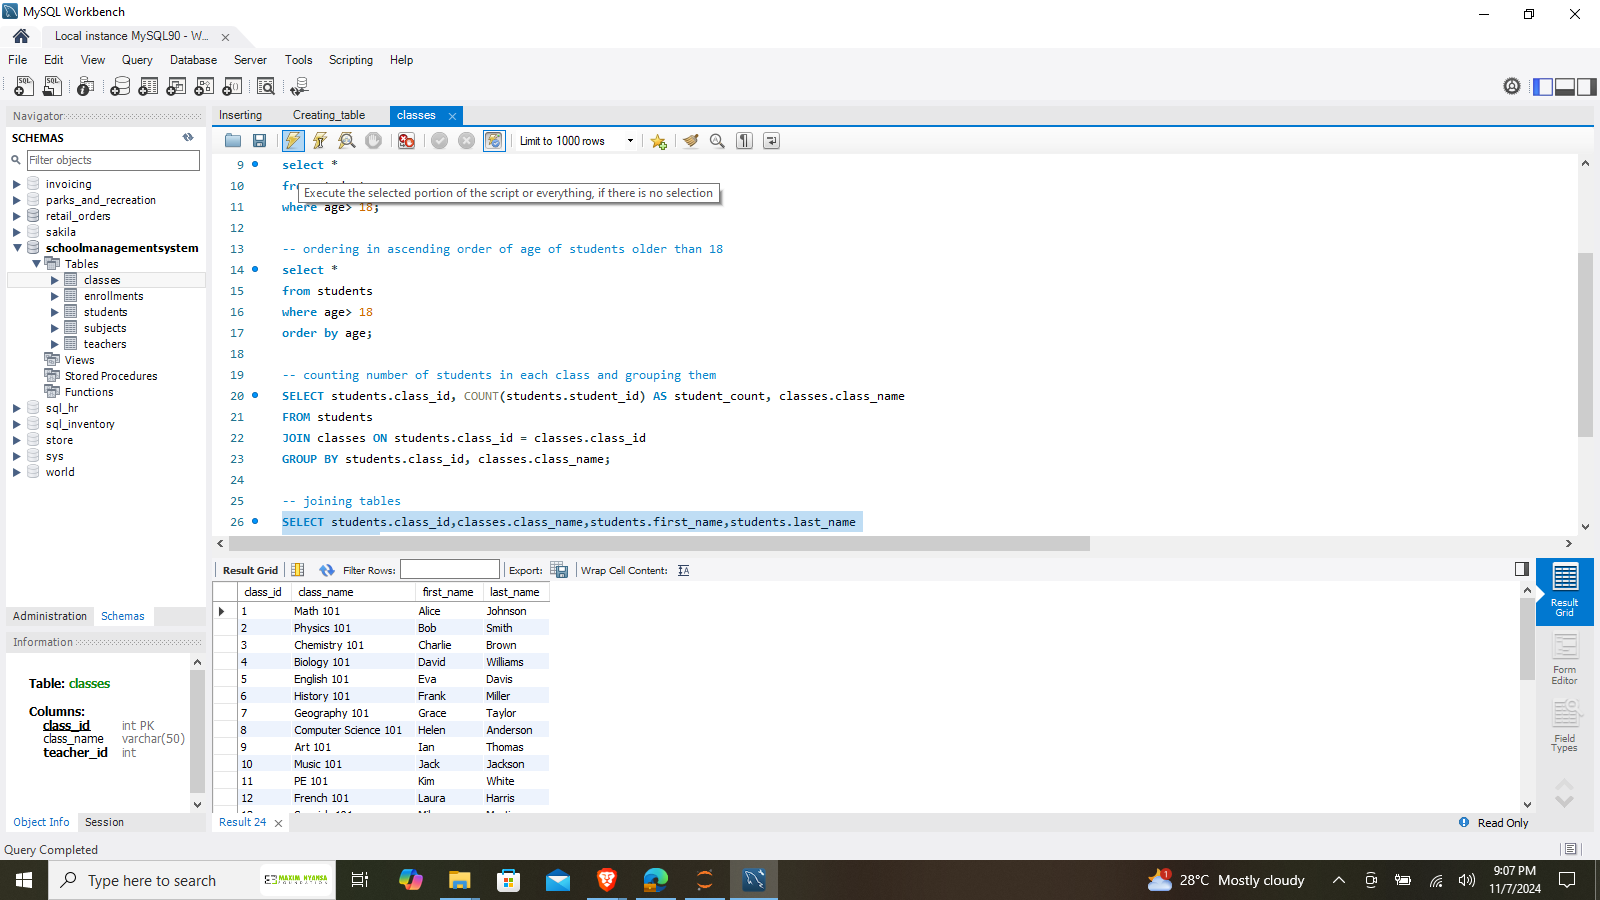 MySQL Workbench
Local instance MySQL90 - W...
File Edit View Query Database Server Tools Scripting Help
Navigator
SCHEMAS
Filter objects
invoicing
parks_and_recreation
retail_orders
sakila
schoolmanagementsystem
Tables
classes
enrollments
students
subjects
teachers
Views
Stored Procedures
Functions
sql_hr
sql_inventory
store
sys
world
Administration Schemas
Information
Table: classes
Columns:
class_id int PK
class_name varchar(50)
teacher_id int
Object Info Session
Inserting Creating_table classes
Limit to 1000 rows
9 select *
10
Execute the selected portion of the script or everything, if there is no selection
11 where age> 18;
12
13 -- ordering in ascending order of age of students older than 18
14 select *
15 from students
16 where age> 18
17 order by age;
18
19 -- counting number of students in each class and grouping them
20 SELECT students.class_id, COUNT(students.student_id) AS student_count, classes.class_name
21 FROM students
22 JOIN classes ON students.class_id = classes.class_id
23 GROUP BY students.class_id, classes.class_name;
24
25 -- joining tables
26 SELECT students.class_id,classes.class_name,students.first_name,students.last_name
Result Grid Filter Rows: Export: Wrap Cell Content:
class_id class_name first_name last_name
1 Math 101 Alice Johnson
2 Physics 101 Bob Smith
3 Chemistry 101 Charlie Brown
4 Biology 101 David Williams
5 English 101 Eva Davis
6 History 101 Frank Miller
7 Geography 101 Grace Taylor
8 Computer Science 101 Helen Anderson
9 Art 101 Ian Thomas
10 Music 101 Jack Jackson
11 PE 101 Kim White
12 French 101 Laura Harris
Result Grid
Form Editor
Field Types
Result 24
Read Only
Query Completed
Type here to search
MAXIM NYANSA
FOUNDATION
1
28°C Mostly cloudy
9:07 PM
11/7/2024